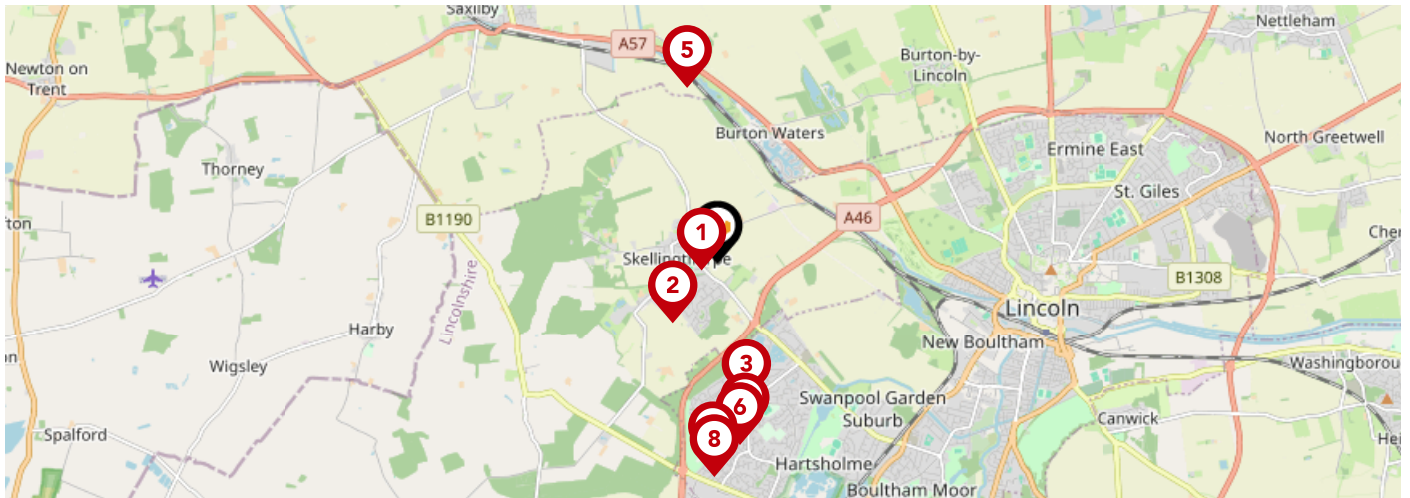 Saxilby
Nettleham
A57
5
Burton-by-
Lincoln
Newton on
Trent
Burton Waters
North Greetwell
Ermine East
Thorney
St. Giles
B1190
A46
1
Skellingthorpe
2
B1308
Lincolnshire
Lincoln
Harby
New Boultham
Wigsley
3
Washingborou
Swanpool Garden
Suburb
6
Canwick
Spalford
8
Hartsholme
Boultham Moor